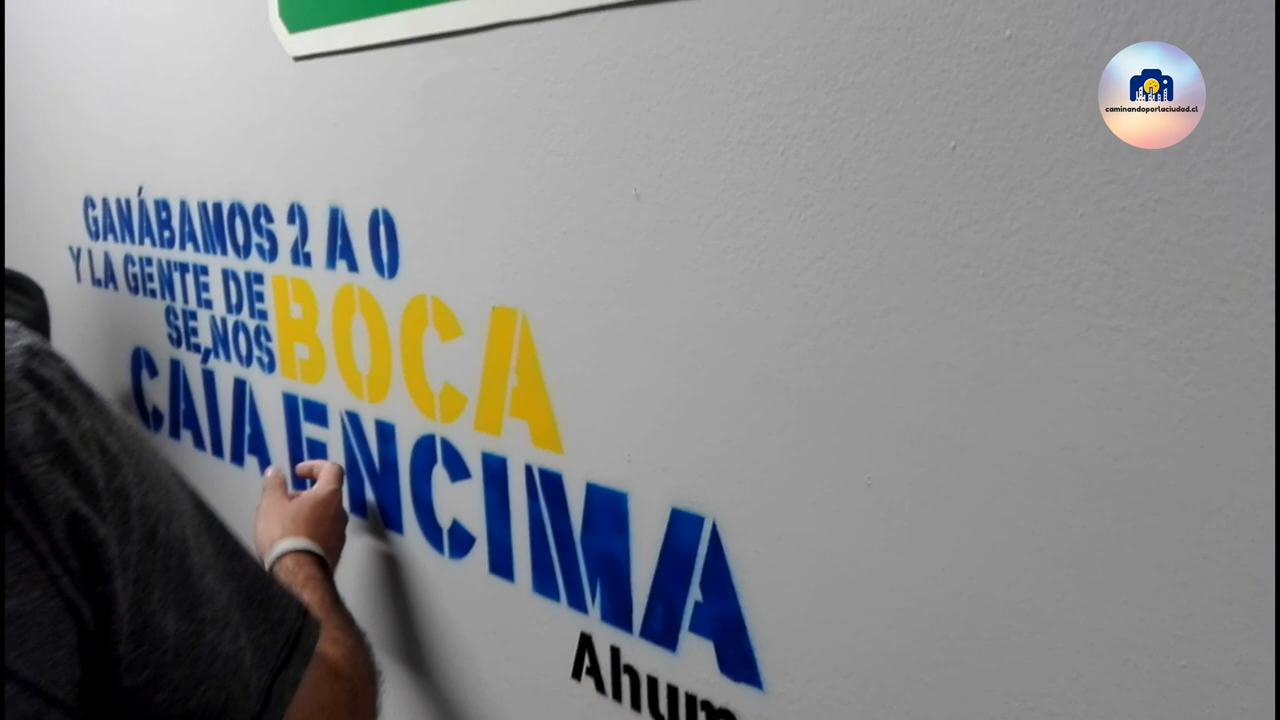 caminandoporlaciudad.cl
GANÁBAMOS 2 A 0
Y LA GENTE DE
BOCA
SE NOS
CAÍA ENCIMA